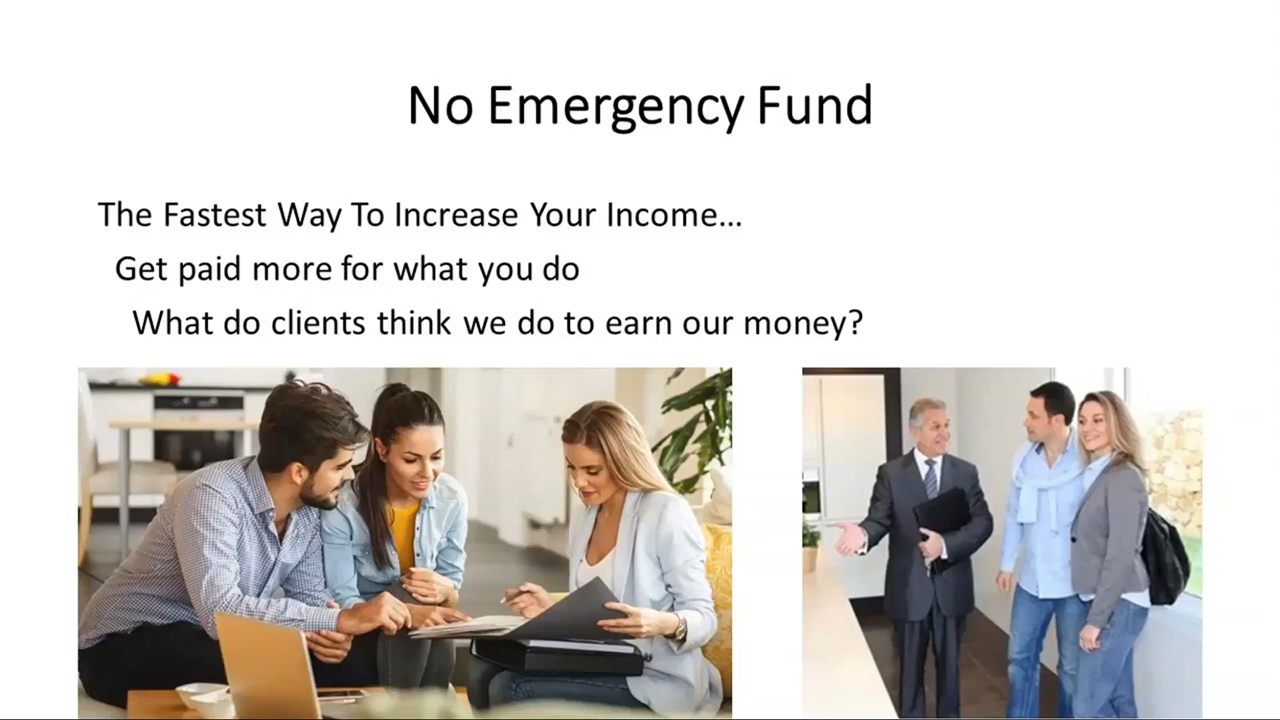 No Emergency Fund
The Fastest Way To Increase Your Income...
Get paid more for what you do
What do clients think we do to earn our money?